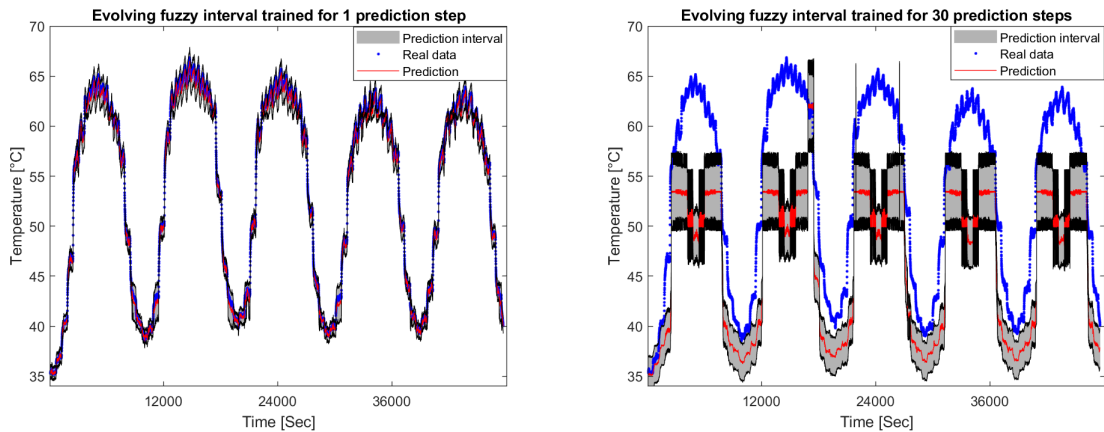 Evolving fuzzy interval trained for 1 prediction step
Prediction interval
Real data
Prediction
65
60
55
50
45
40
35
Temperature [°C]
12000
24000
36000
Time [Sec]
Evolving fuzzy interval trained for 30 prediction steps
Prediction interval
Real data
Prediction
70
65
60
55
50
45
40
35
Temperature [°C]
12000
24000
36000
Time [Sec]